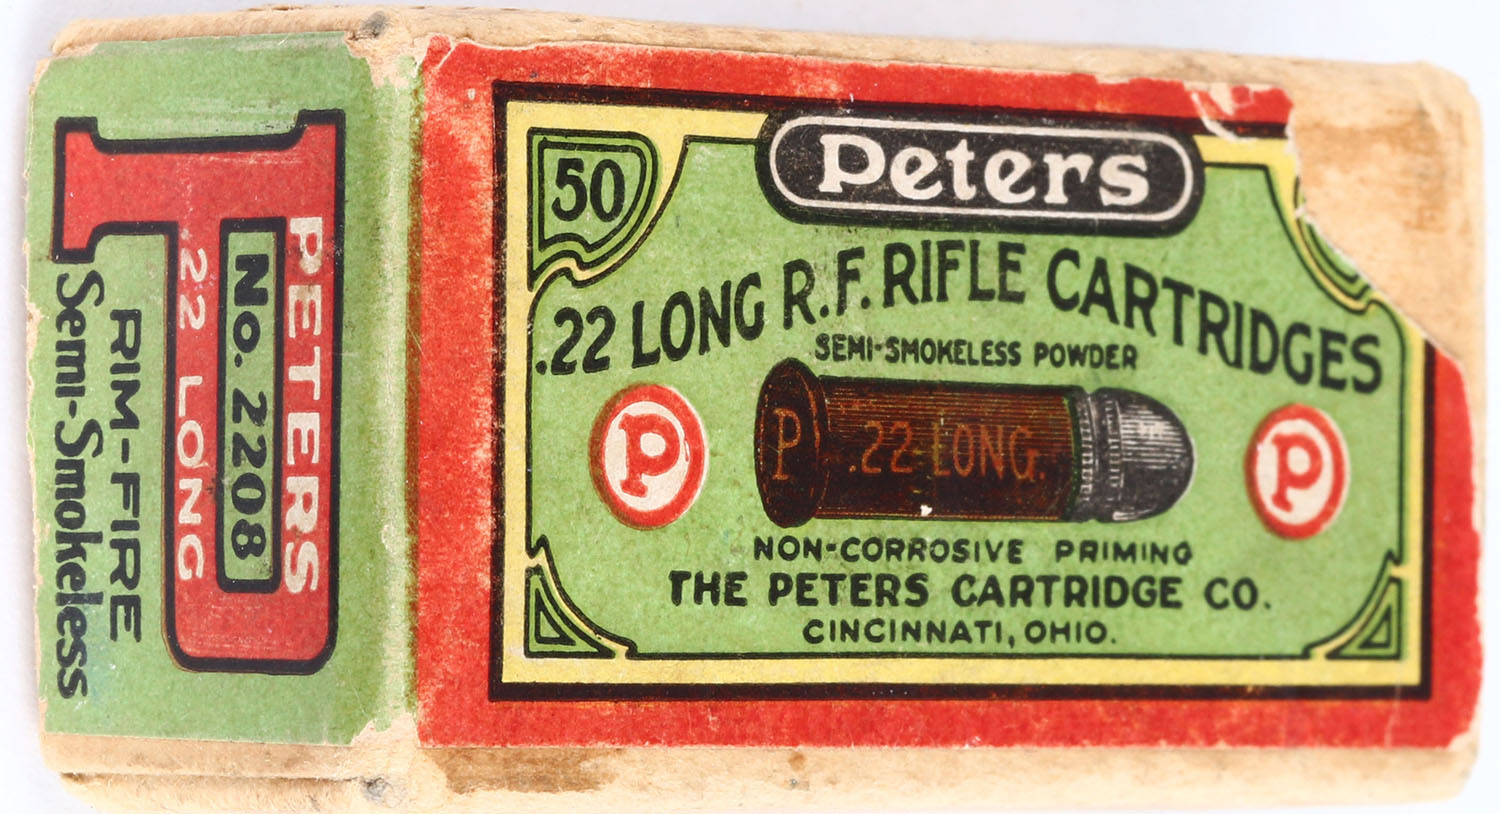 PETERS
No. 2208
.22 LONG
RIM-FIRE
Semi-Smokeless
50
Peters
.22 LONG R.F. RIFLE CARTRIDGES
SEMI-SMOKELESS POWDER
P
P .22 LONG.
P
NON-CORROSIVE PRIMING
THE PETERS CARTRIDGE CO.
CINCINNATI, OHIO.